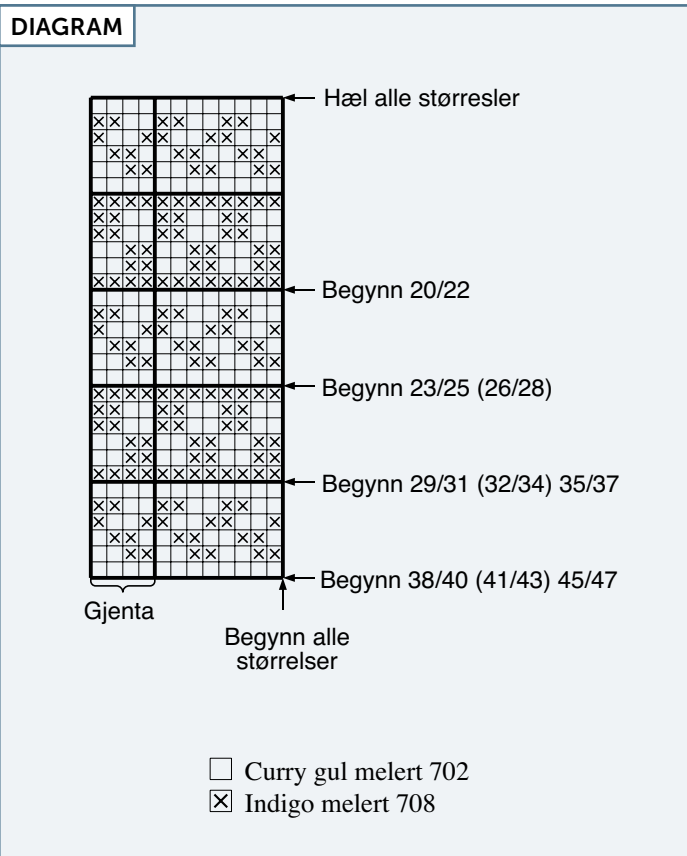 DIAGRAM
Hæl alle størresler
Begynn 20/22
Begynn 23/25 (26/28)
Begynn 29/31 (32/34) 35/37
Begynn 38/40 (41/43) 45/47
Gjenta
Begynn alle
størrelser
Curry gul melert 702
Indigo melert 708